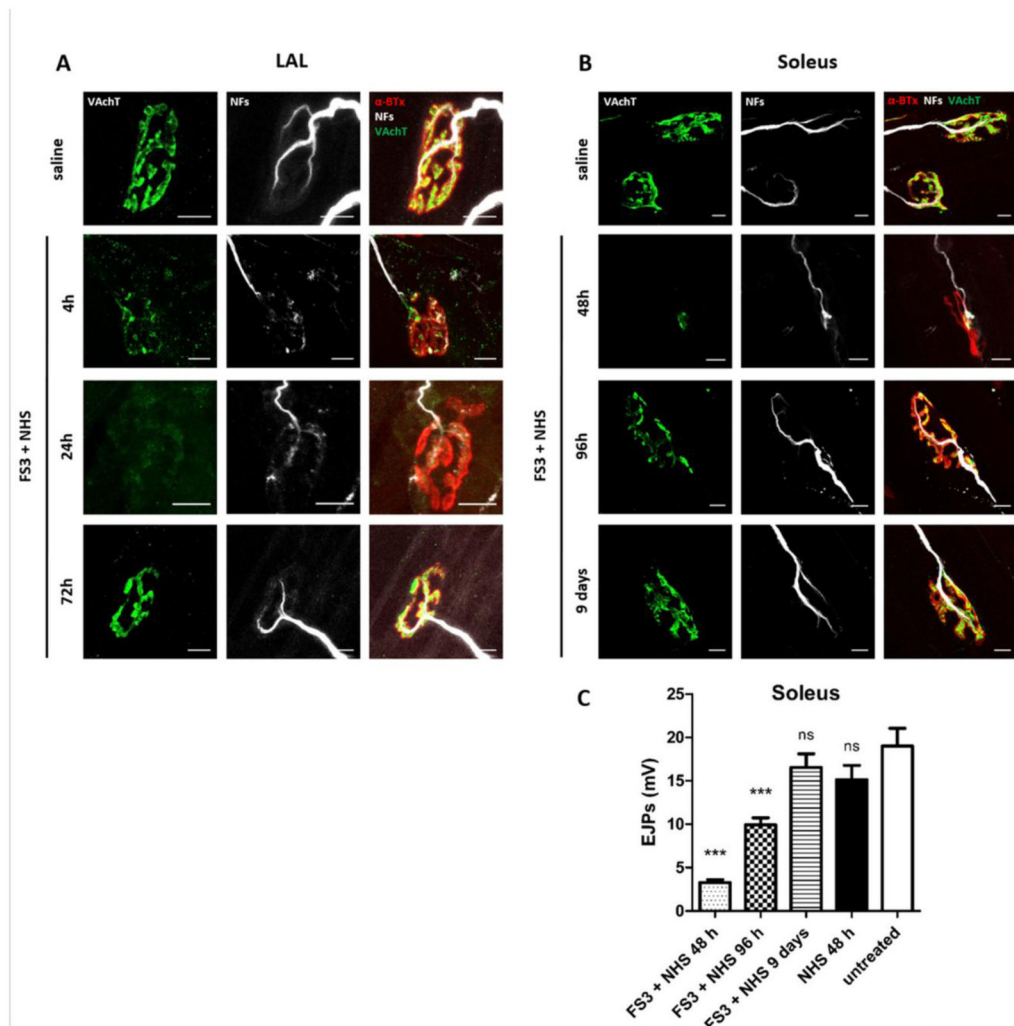 A
LAL
VAchT
NFs
α-BTx
NFs
VAchT
saline
FS3 + NHS
4h
24h
72h
B
Soleus
VAchT
NFs
α-BTx NFs VAchT
saline
FS3 + NHS
48h
96h
9 days
C
Soleus
EJPs (mV)
25
20
15
10
5
0
***
***
ns
ns
FS3 + NHS 48 h
FS3 + NHS 96 h
FS3 + NHS 9 days
NHS 48 h
untreated